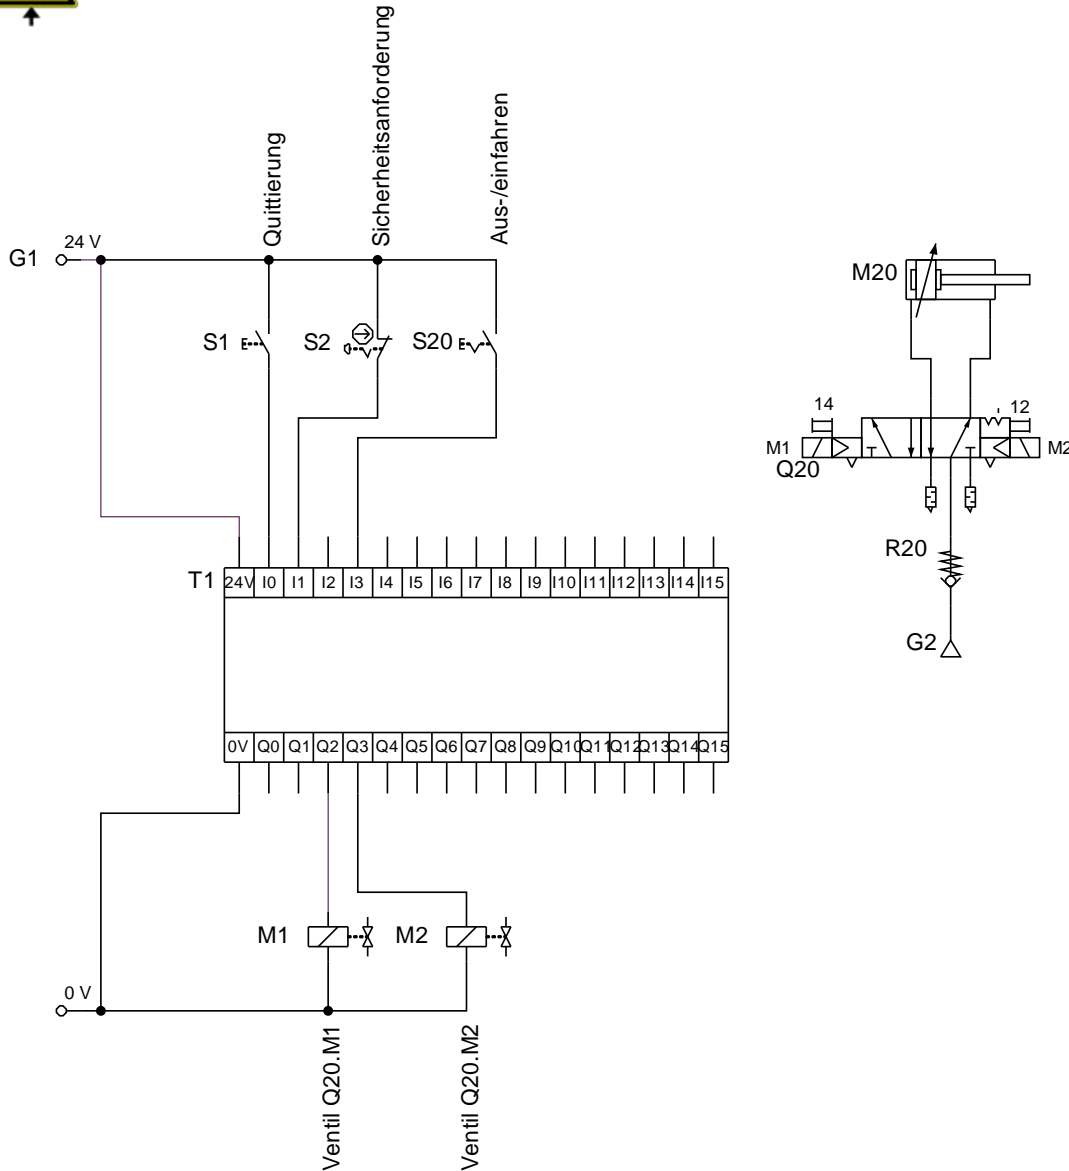 Quittierung
Sicherheitsanforderung
Aus-/einfahren
24 V
G1
S1
S2
S20
M20
14
12
M1
M2
Q20
R20
G2
T1
24V I0 I1 I2 I3 I4 I5 I6 I7 I8 I9 I10 I11 I12 I13 I14 I15
0V Q0 Q1 Q2 Q3 Q4 Q5 Q6 Q7 Q8 Q9 Q10 Q11 Q12 Q13 Q14 Q15
M1
M2
0 V
Ventil Q20.M1
Ventil Q20.M2